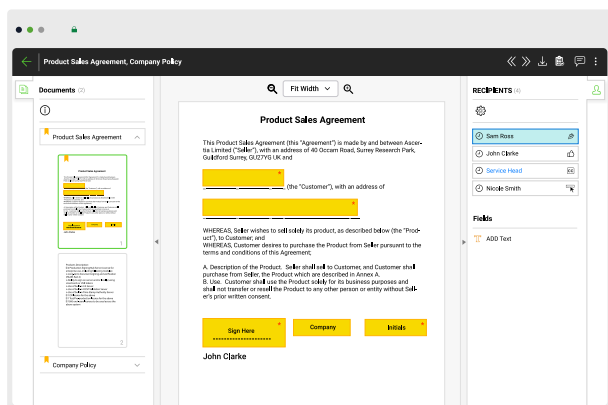 Product Sales Agreement, Company Policy
Documents (2)
Product Sales Agreement
Product Sales Agreement
1
2
Company Policy
Fit Width
Product Sales Agreement
This Product Sales Agreement (this "Agreement") is made by and between Ascer-
tia Limited ("Seller"), with an address of 40 Occam Road, Surrey Research Park,
Guildford Surrey, GU27YG UK and
*
, (the "Customer"), with an address of
*
WHEREAS, Seller wishes to sell solely its product, as described below (the "Prod-
uct"), to Customer; and
WHEREAS, Customer desires to purchase the Product from Seller pursuant to the
terms and conditions of this Agreement;
A. Description of the Product. Seller shall sell to Customer, and Customer shall
purchase from Seller, the Product which are described in Annex A.
B. Use. Customer shall use the Product solely for its business purposes and
shall not transfer or resell the Product to any other person or entity without Sell-
er's prior written consent.
Sign Here *
Company
Initials *
John Clarke
RECIPIENTS (4)
Sam Ross
John Clarke
Service Head CC
Nicole Smith
Fields
ADD Text